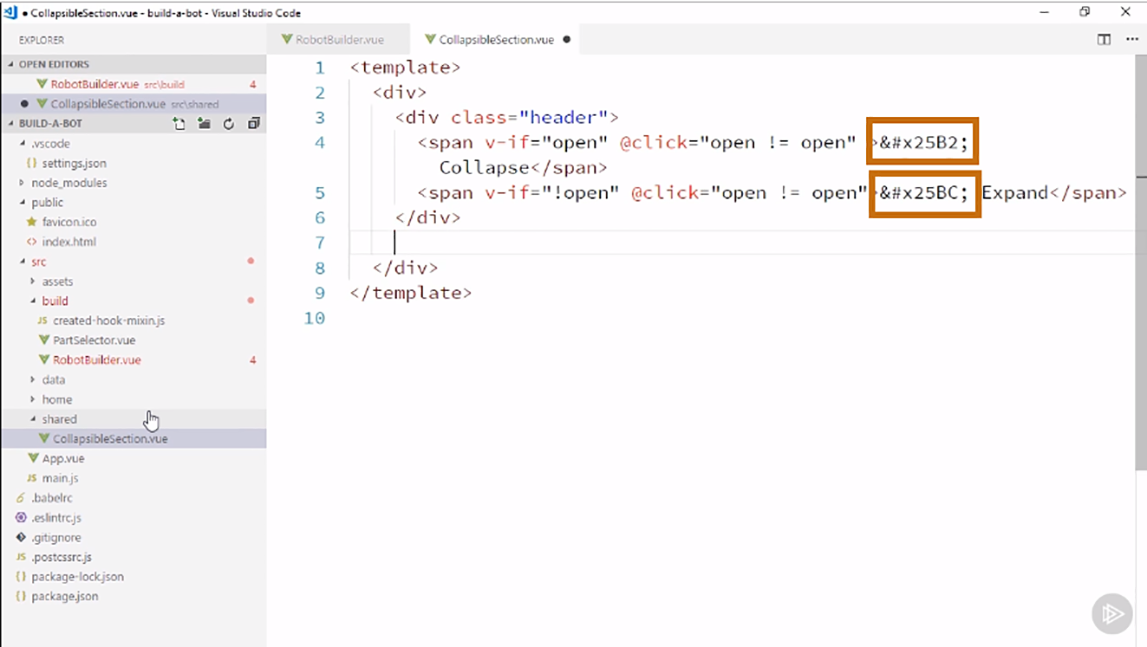 CollapsibleSection.vue - build-a-bot - Visual Studio Code
EXPLORER
OPEN EDITORS
RobotBuilder.vue src\build 4
CollapsibleSection.vue src\shared
BUILD-A-BOT
.vscode
settings.json
node_modules
public
favicon.ico
index.html
src
assets
build
JS created-hook-mixin.js
PartSelector.vue
RobotBuilder.vue 4
data
home
shared
CollapsibleSection.vue
App.vue
JS main.js
.babelrc
.eslintrc.js
.gitignore
JS .postcssrc.js
package-lock.json
package.json
RobotBuilder.vue CollapsibleSection.vue
1 <template>
2 <div>
3 <div class="header">
4 <span v-if="open" @click="open != open" >&#x25B2;
Collapse</span>
5 <span v-if="!open" @click="open != open">&#x25BC; Expand</span>
6 </div>
7
8 </div>
9 </template>
10